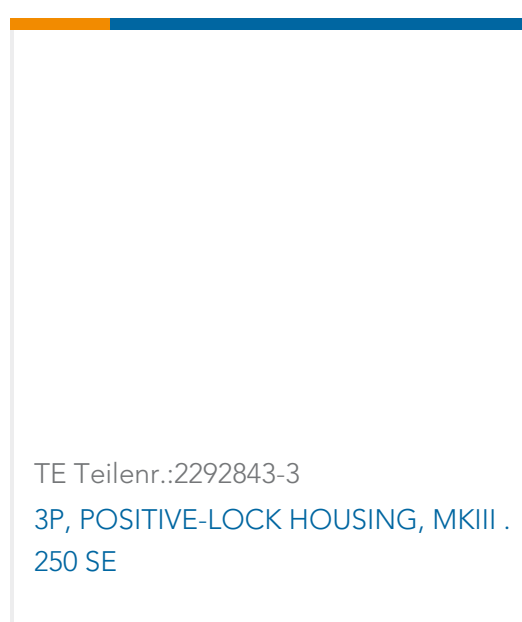 TE Teilenr.:2292843-3
3P, POSITIVE-LOCK HOUSING, MKIII .
250 SE